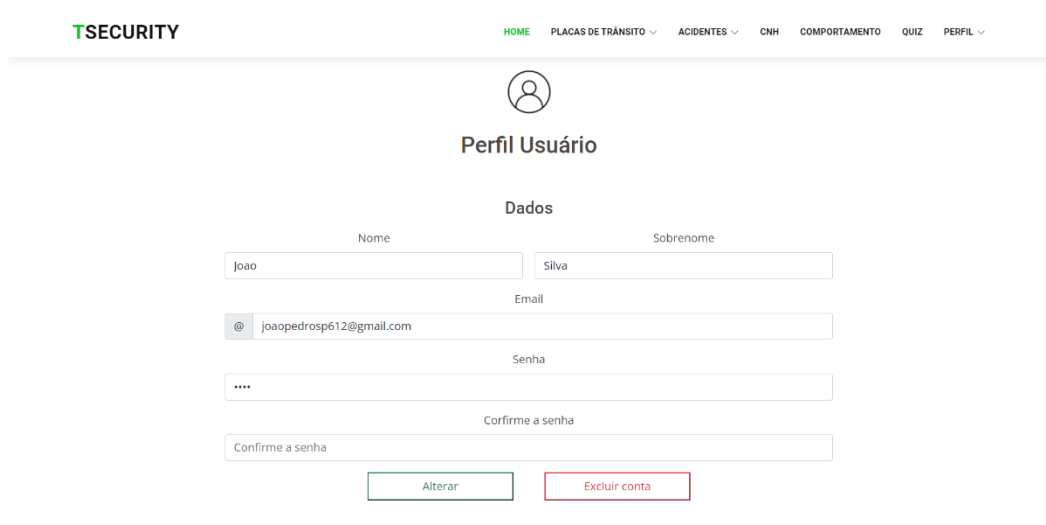 TSECURITY HOME PLACAS DE TRÂNSITO ACIDENTES CNH COMPORTAMENTO QUIZ PERFIL
Perfil Usuário
Dados
Nome Sobrenome
Joao Silva
Email
@ joaopedrosp612@gmail.com
Senha
••••
Corfirme a senha
Confirme a senha
Alterar Excluir conta